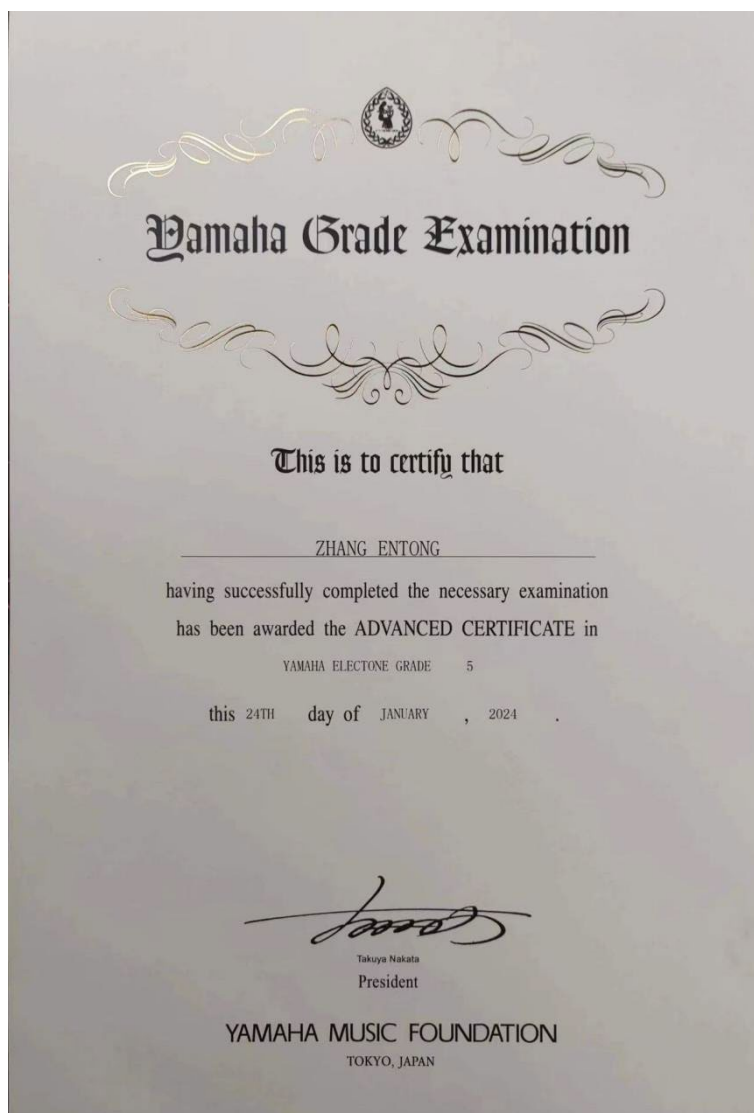 Yamaha Grade Examination
This is to certify that
ZHANG ENTONG
having successfully completed the necessary examination
has been awarded the ADVANCED CERTIFICATE in
YAMAHA ELECTONE GRADE 5
this 24TH day of JANUARY , 2024 .
Takuya Nakata
President
YAMAHA MUSIC FOUNDATION
TOKYO, JAPAN